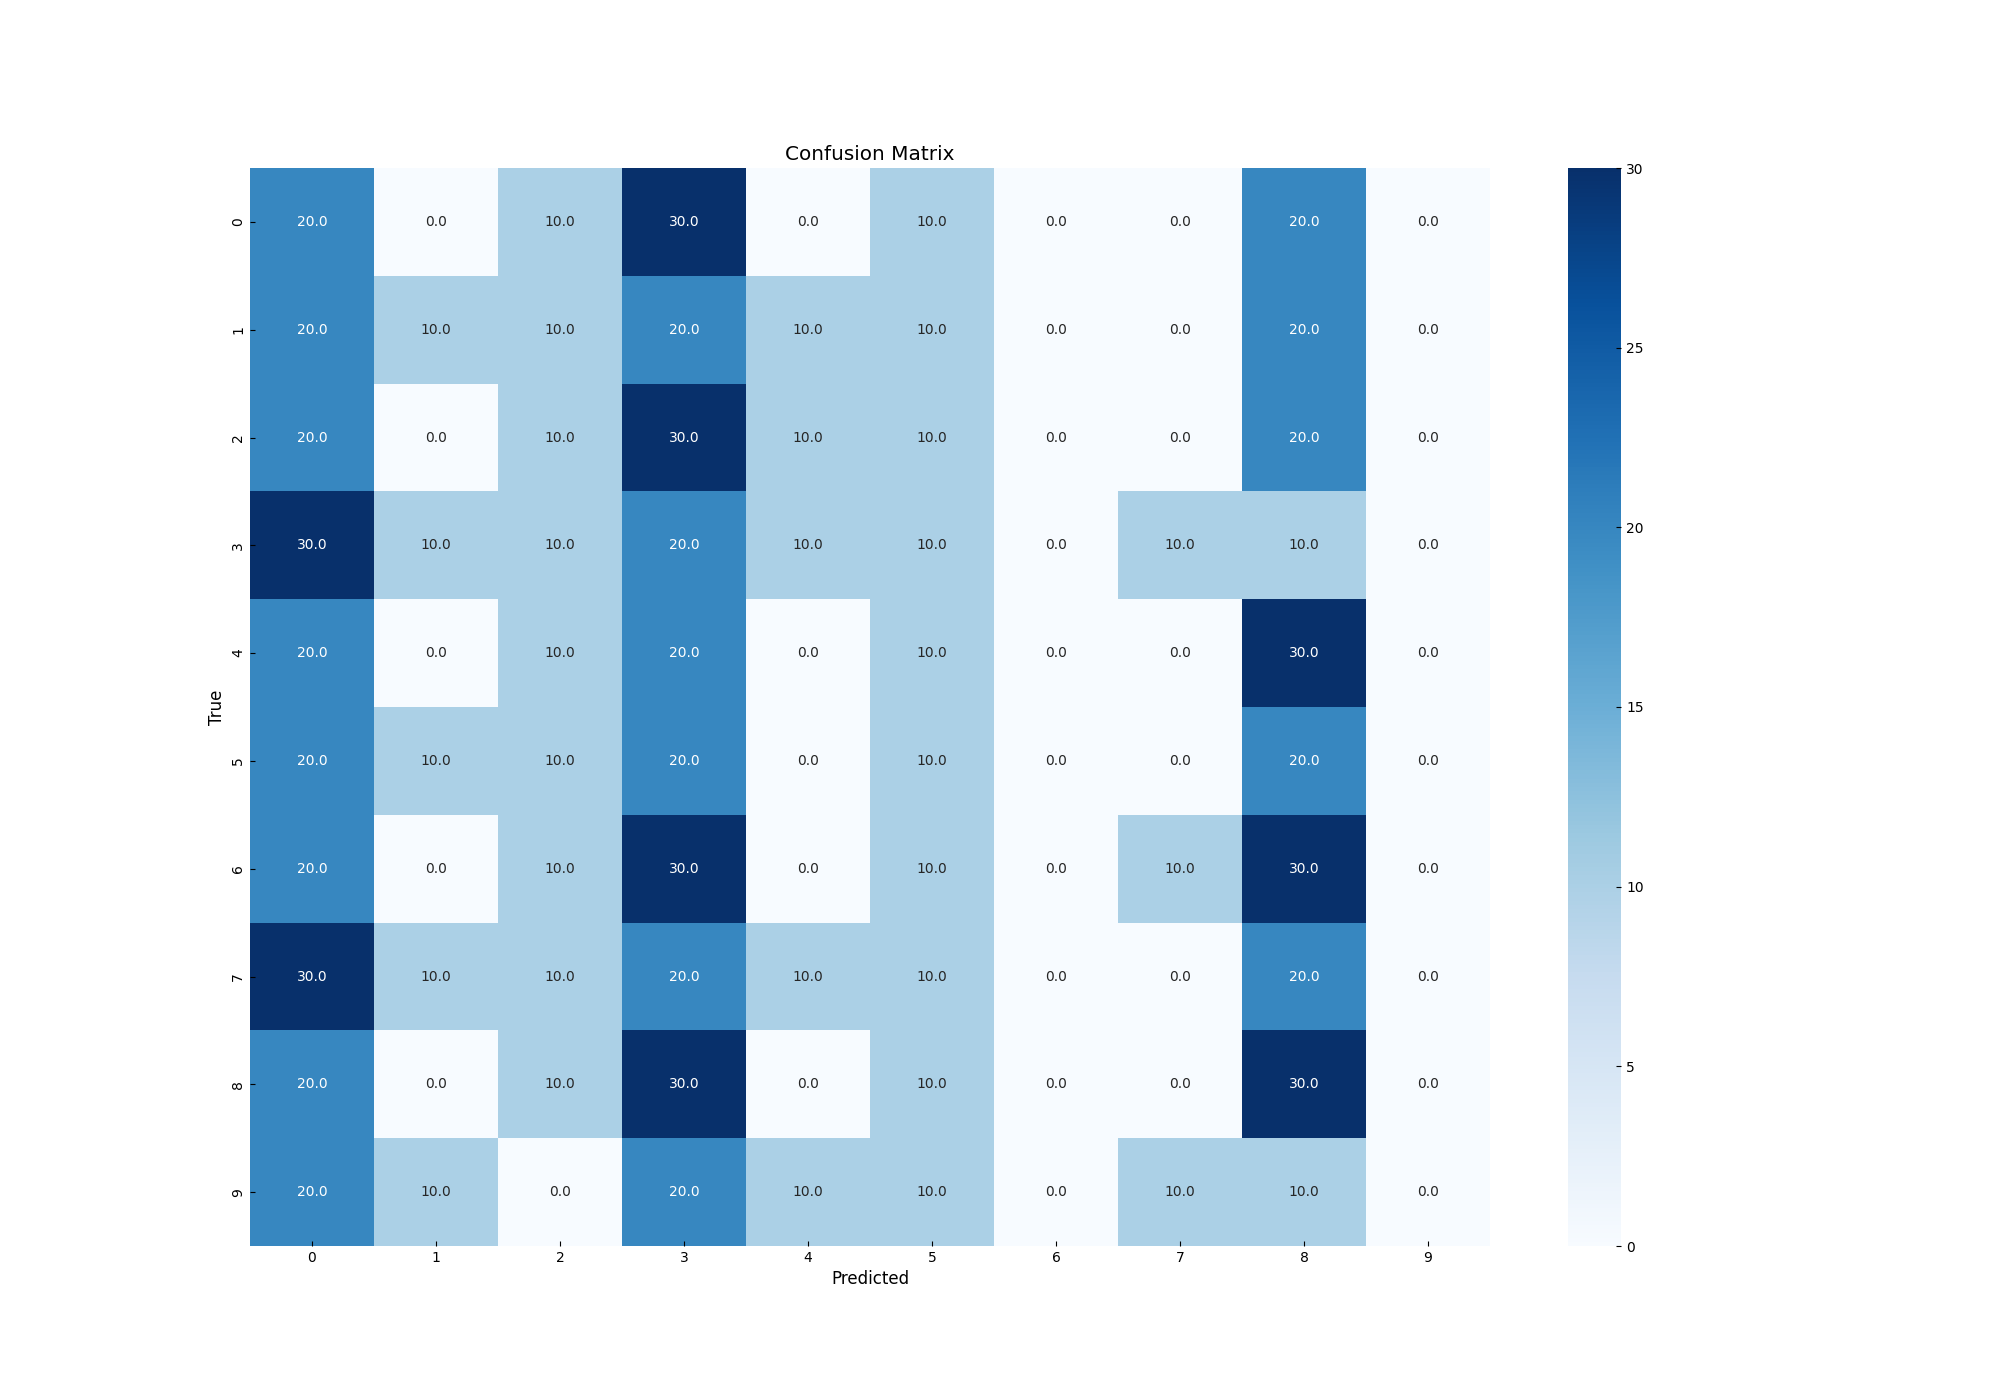 Confusion Matrix
0 20.0 0.0 10.0 30.0 0.0 10.0 0.0 0.0 20.0 0.0
1 20.0 10.0 10.0 20.0 10.0 10.0 0.0 0.0 20.0 0.0
2 20.0 0.0 10.0 30.0 10.0 10.0 0.0 0.0 20.0 0.0
3 30.0 10.0 10.0 20.0 10.0 10.0 0.0 10.0 10.0 0.0
4 20.0 0.0 10.0 20.0 0.0 10.0 0.0 0.0 30.0 0.0
True
5 20.0 10.0 10.0 20.0 0.0 10.0 0.0 0.0 20.0 0.0
6 20.0 0.0 10.0 30.0 0.0 10.0 0.0 10.0 30.0 0.0
7 30.0 10.0 10.0 20.0 10.0 10.0 0.0 0.0 20.0 0.0
8 20.0 0.0 10.0 30.0 0.0 10.0 0.0 0.0 30.0 0.0
9 20.0 10.0 0.0 20.0 10.0 10.0 0.0 10.0 10.0 0.0
0 1 2 3 4 5 6 7 8 9
Predicted
30
25
20
15
10
5
0